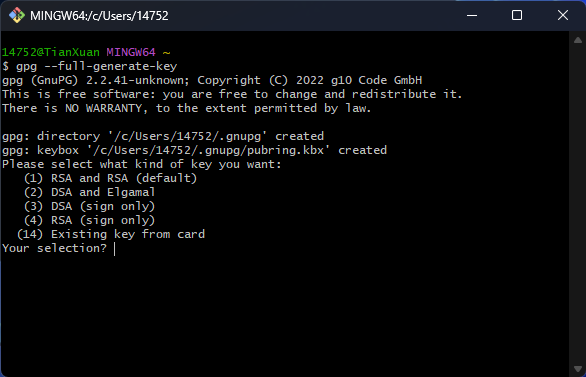 MINGW64:/c/Users/14752
14752@TianXuan MINGW64 ~
$ gpg --full-generate-key
gpg (GnuPG) 2.2.41-unknown; Copyright (C) 2022 g10 Code GmbH
This is free software: you are free to change and redistribute it.
There is NO WARRANTY, to the extent permitted by law.

gpg: directory '/c/Users/14752/.gnupg' created
gpg: keybox '/c/Users/14752/.gnupg/pubring.kbx' created
Please select what kind of key you want:
   (1) RSA and RSA (default)
   (2) DSA and Elgamal
   (3) DSA (sign only)
   (4) RSA (sign only)
  (14) Existing key from card
Your selection?